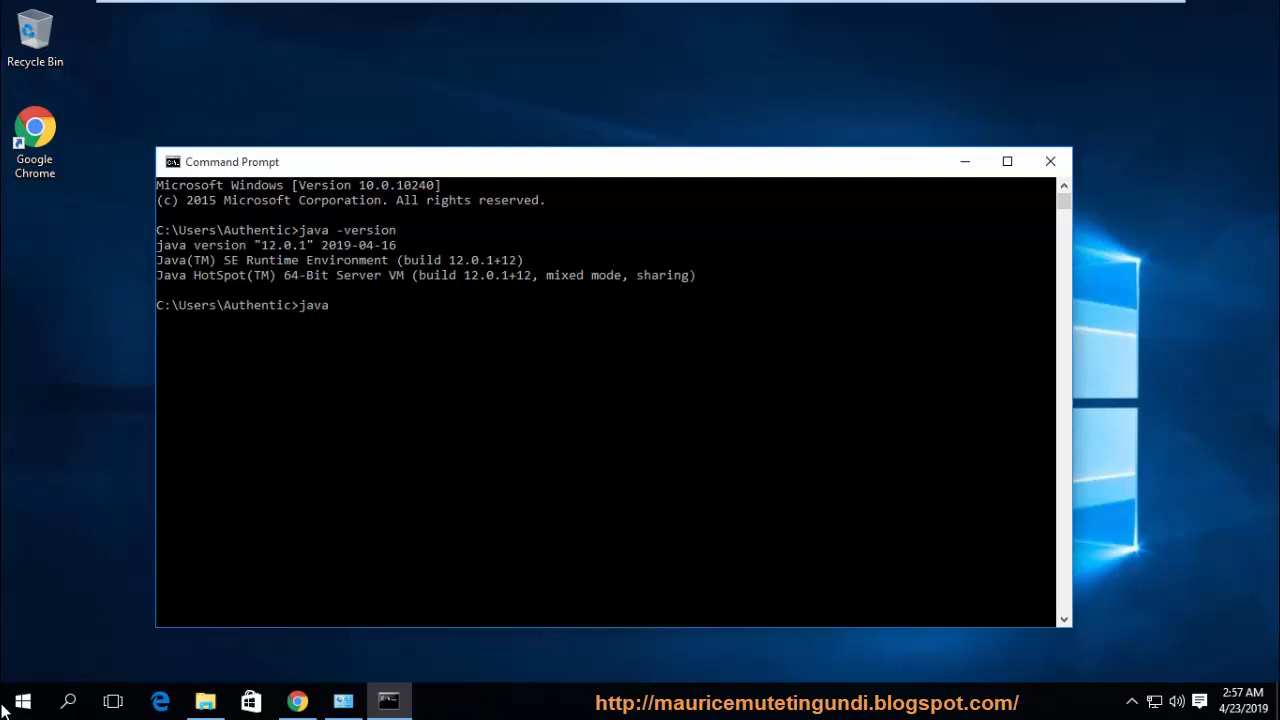 Recycle Bin
Google
Chrome
Command Prompt
Microsoft Windows [Version 10.0.10240]
(c) 2015 Microsoft Corporation. All rights reserved.
C:\Users\Authentic>java -version
java version "12.0.1" 2019-04-16
Java(TM) SE Runtime Environment (build 12.0.1+12)
Java HotSpot(TM) 64-Bit Server VM (build 12.0.1+12, mixed mode, sharing)
C:\Users\Authentic>java
http://mauricemutetingundi.blogspot.com/
2:57 AM
4/23/2019